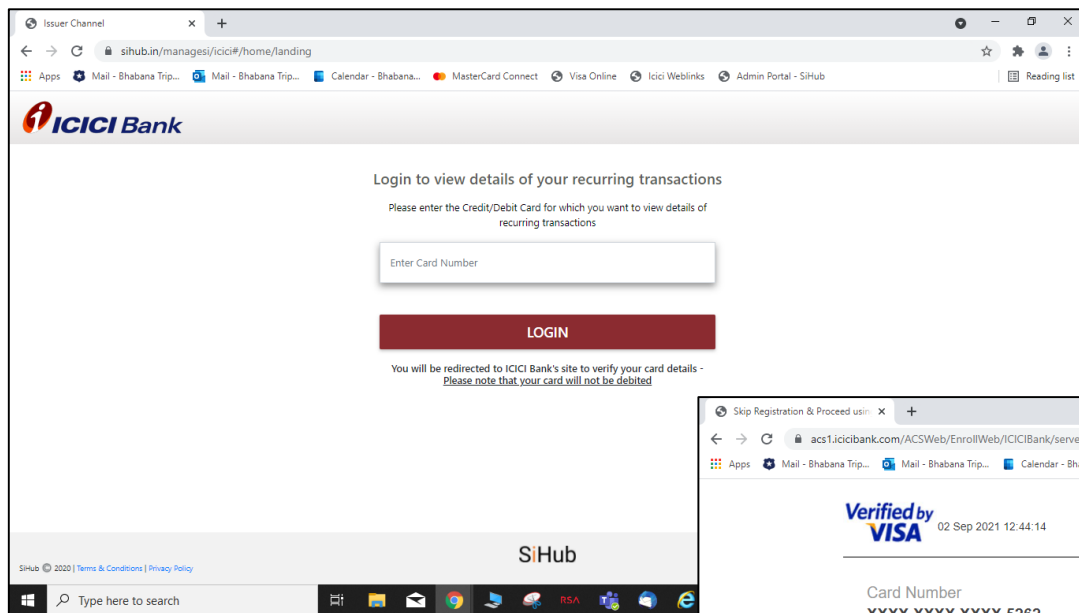 Issuer Channel
sihub.in/managesi/icici#/home/landing
Apps Mail - Bhabana Trip... Mail - Bhabana Trip... Calendar - Bhabana... MasterCard Connect Visa Online Icici Weblinks Admin Portal - SiHub Reading list
ICICI Bank
Login to view details of your recurring transactions
Please enter the Credit/Debit Card for which you want to view details of
recurring transactions
Enter Card Number
LOGIN
You will be redirected to ICICI Bank's site to verify your card details -
Please note that your card will not be debited
SiHub
SiHub © 2020 | Terms & Conditions | Privacy Policy
Type here to search
RSA
Skip Registration & Proceed usin
acs1.icicibank.com/ACSWeb/EnrollWeb/ICICIBank/serve
Apps Mail - Bhabana Trip... Mail - Bhabana Trip... Calendar - Bha
Verified by
VISA 02 Sep 2021 12:44:14
Card Number
XXXX XXXX XXXX 5262